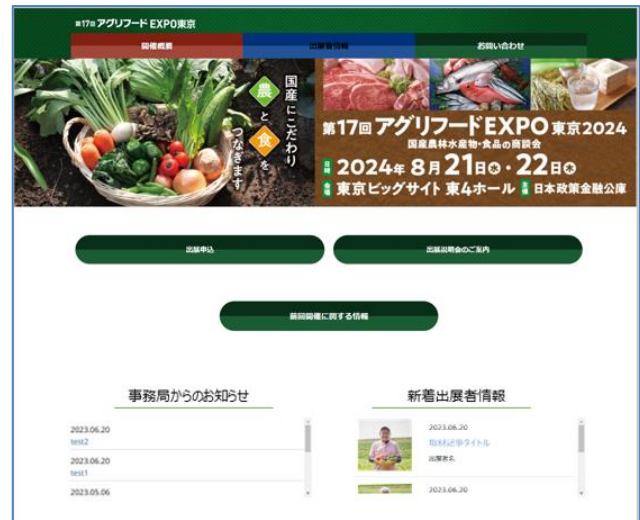 第17回 アグリフード EXPO東京
開催概要
出展者情報
お問い合わせ
国産にこだわり
農と食を
つなぎます
第17回 アグリフードEXPO 東京2024
国産農林水産物・食品の商談会
日時 2024年 8月21日㊌・22日㊍
会場 東京ビッグサイト 東4ホール 主催 日本政策金融公庫
出展申込
出展説明会のご案内
前回開催に関する情報
事務局からのお知らせ
2023.06.20
test2
2023.06.20
test1
2023.05.06
新着出展者情報
2023.06.20
取材記事タイトル
出展者名
2023.06.20